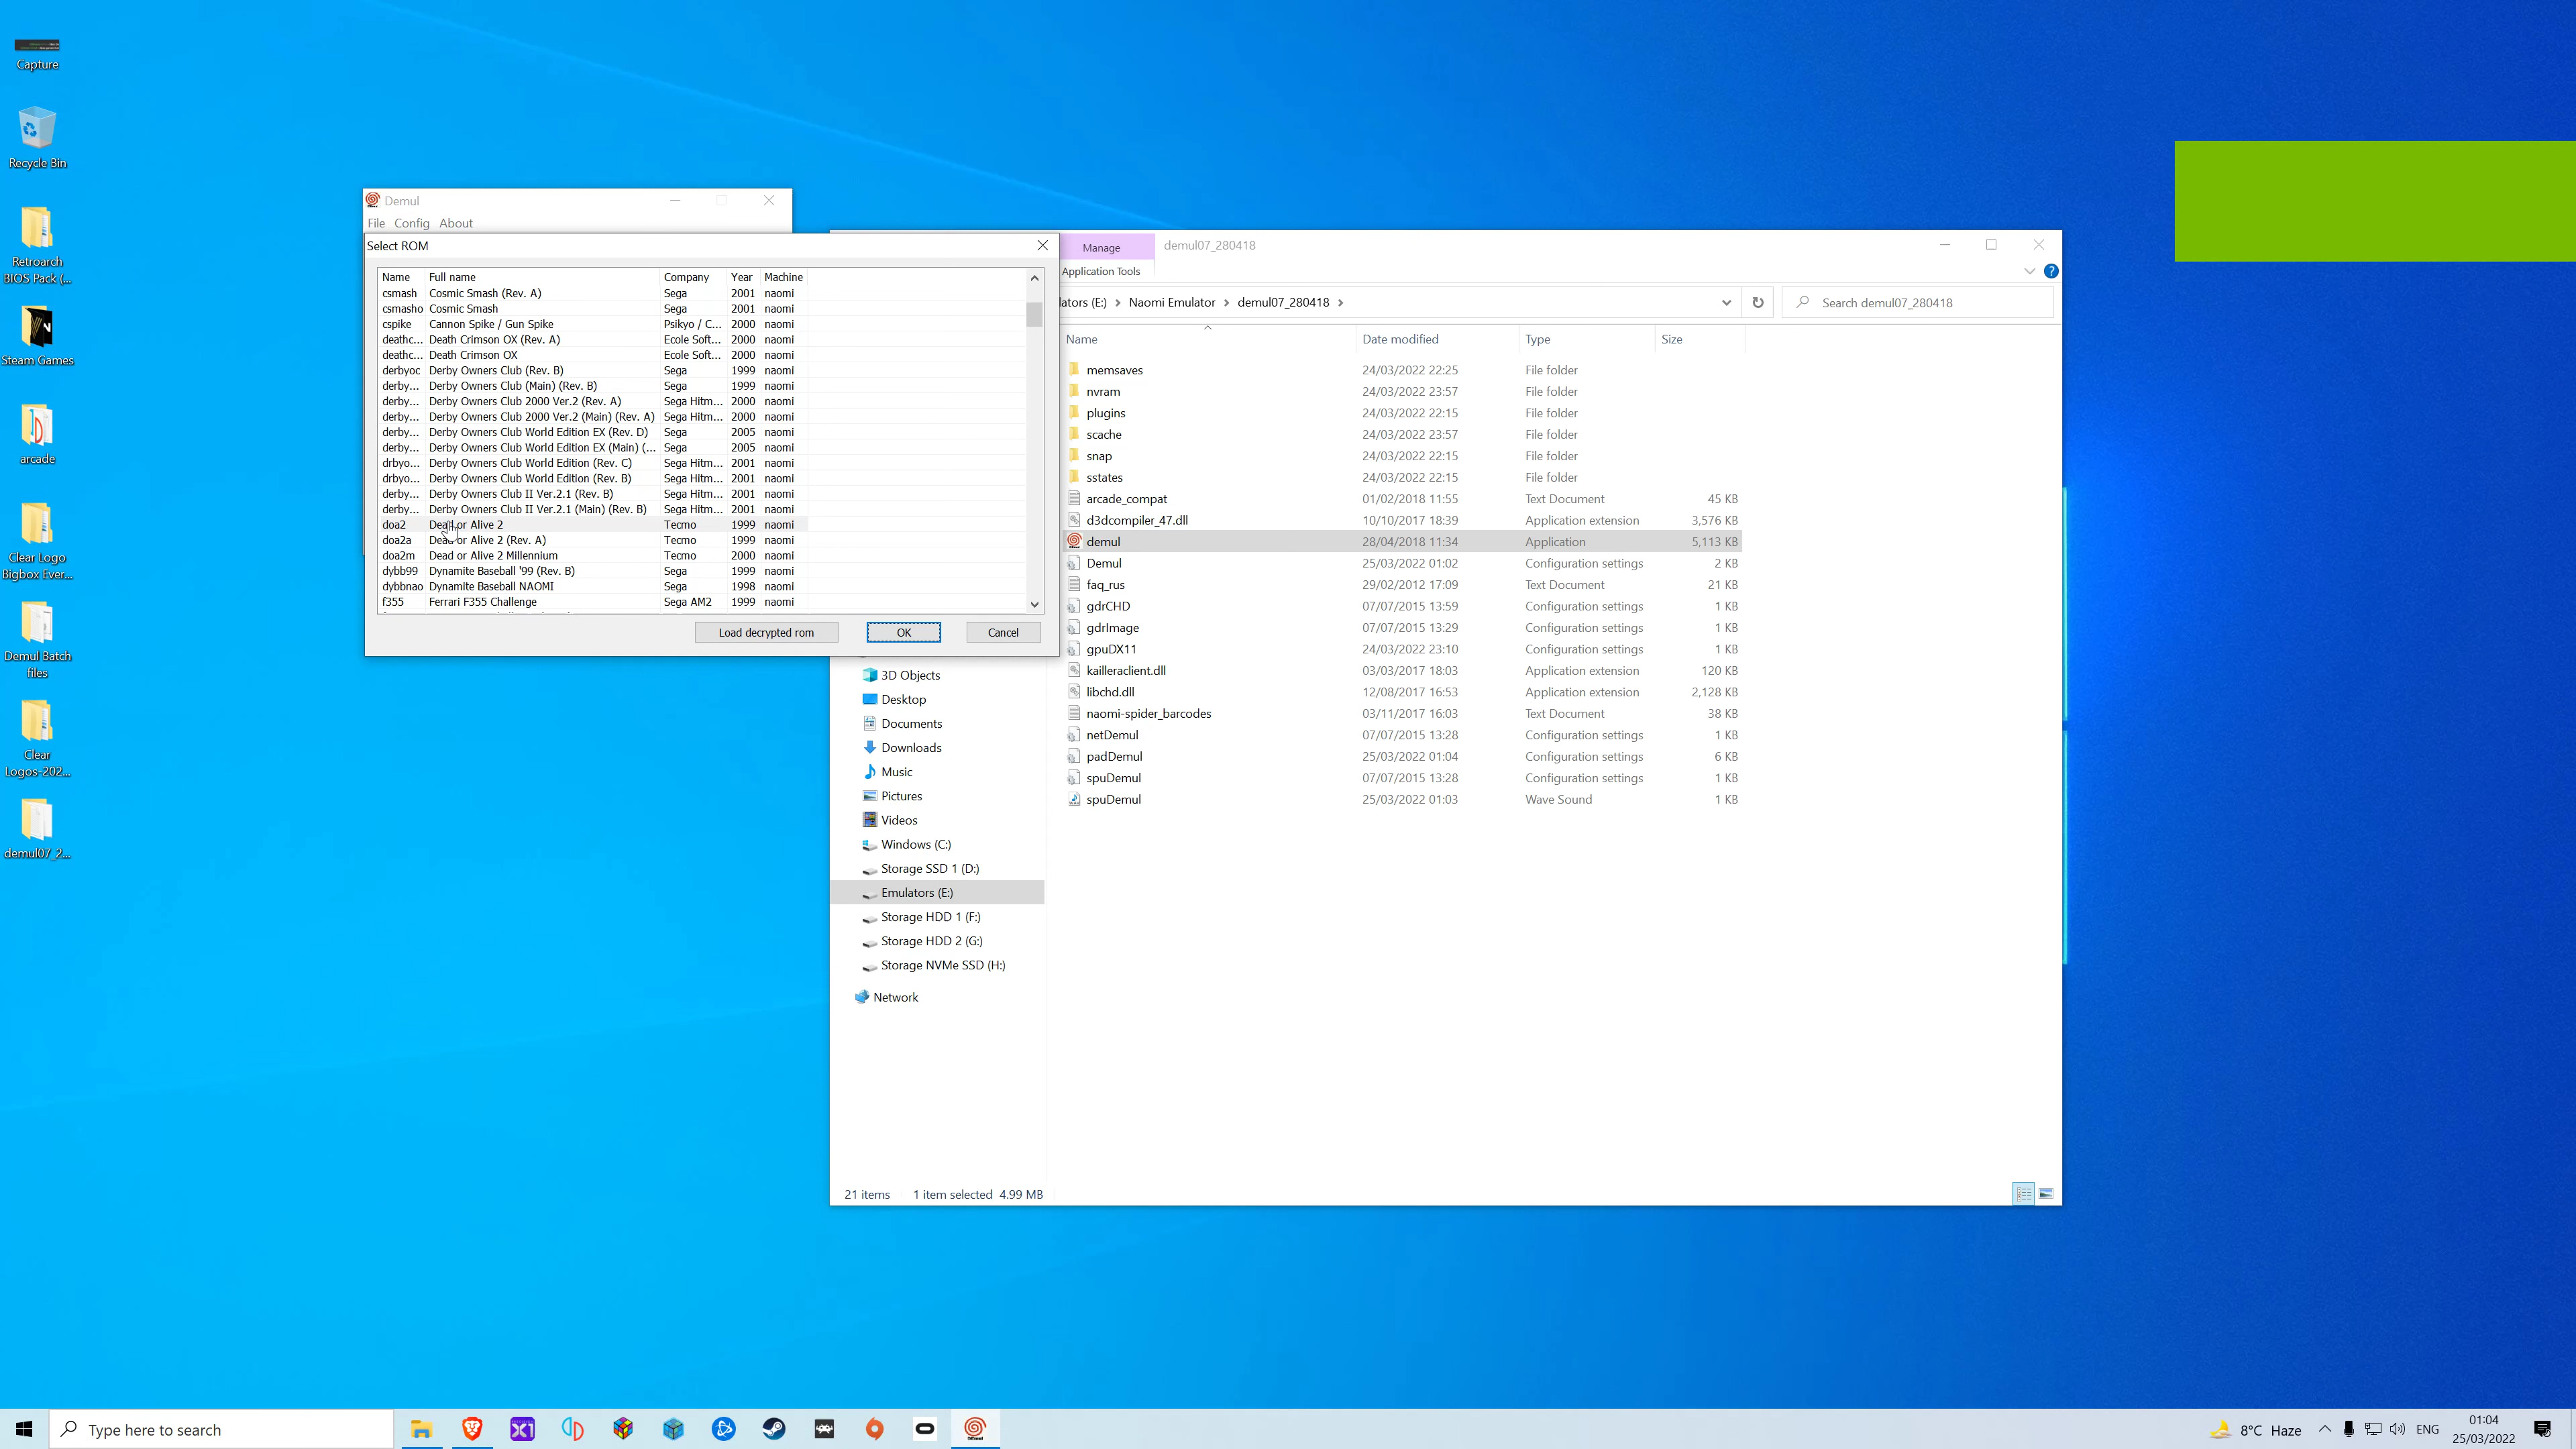 Capture
Recycle Bin
Retroarch
BIOS Pack (...
Steam Games
arcade
Clear Logo
Bigbox Ever...
Demul Batch
files
Clear
Logos-202...
demul07_2...
Demul
File Config About
Select ROM
Name Full name Company Year Machine
csmash Cosmic Smash (Rev. A) Sega 2001 naomi
csmasho Cosmic Smash Sega 2001 naomi
cspike Cannon Spike / Gun Spike Psikyo / C... 2000 naomi
deathc... Death Crimson OX (Rev. A) Ecole Soft... 2000 naomi
deathc... Death Crimson OX Ecole Soft... 2000 naomi
derbyoc Derby Owners Club (Rev. B) Sega 1999 naomi
derby... Derby Owners Club (Main) (Rev. B) Sega 1999 naomi
derby... Derby Owners Club 2000 Ver.2 (Rev. A) Sega Hitm... 2000 naomi
derby... Derby Owners Club 2000 Ver.2 (Main) (Rev. A) Sega Hitm... 2000 naomi
derby... Derby Owners Club World Edition EX (Rev. D) Sega 2005 naomi
derby... Derby Owners Club World Edition EX (Main) (... Sega 2005 naomi
drbyo... Derby Owners Club World Edition (Rev. C) Sega Hitm... 2001 naomi
drbyo... Derby Owners Club World Edition (Rev. B) Sega Hitm... 2001 naomi
derby... Derby Owners Club II Ver.2.1 (Rev. B) Sega Hitm... 2001 naomi
derby... Derby Owners Club II Ver.2.1 (Main) (Rev. B) Sega Hitm... 2001 naomi
doa2 Dead or Alive 2 Tecmo 1999 naomi
doa2a Dead or Alive 2 (Rev. A) Tecmo 1999 naomi
doa2m Dead or Alive 2 Millennium Tecmo 2000 naomi
dybb99 Dynamite Baseball '99 (Rev. B) Sega 1999 naomi
dybbnao Dynamite Baseball NAOMI Sega 1998 naomi
f355 Ferrari F355 Challenge Sega AM2 1999 naomi
Load decrypted rom OK Cancel
Manage demul07_280418
Application Tools
lators (E:) > Naomi Emulator > demul07_280418 >
Search demul07_280418
Name Date modified Type Size
memsaves 24/03/2022 22:25 File folder
nvram 24/03/2022 23:57 File folder
plugins 24/03/2022 22:15 File folder
scache 24/03/2022 23:57 File folder
snap 24/03/2022 22:15 File folder
sstates 24/03/2022 22:15 File folder
arcade_compat 01/02/2018 11:55 Text Document 45 KB
d3dcompiler_47.dll 10/10/2017 18:39 Application extension 3,576 KB
demul 28/04/2018 11:34 Application 5,113 KB
Demul 25/03/2022 01:02 Configuration settings 2 KB
faq_rus 29/02/2012 17:09 Text Document 21 KB
gdrCHD 07/07/2015 13:59 Configuration settings 1 KB
gdrImage 07/07/2015 13:29 Configuration settings 1 KB
gpuDX11 24/03/2022 23:10 Configuration settings 1 KB
kailleraclient.dll 03/03/2017 18:03 Application extension 120 KB
libchd.dll 12/08/2017 16:53 Application extension 2,128 KB
naomi-spider_barcodes 03/11/2017 16:03 Text Document 38 KB
netDemul 07/07/2015 13:28 Configuration settings 1 KB
padDemul 25/03/2022 01:04 Configuration settings 6 KB
spuDemul 07/07/2015 13:28 Configuration settings 1 KB
spuDemul 25/03/2022 01:03 Wave Sound 1 KB
3D Objects
Desktop
Documents
Downloads
Music
Pictures
Videos
Windows (C:)
Storage SSD 1 (D:)
Emulators (E:)
Storage HDD 1 (F:)
Storage HDD 2 (G:)
Storage NVMe SSD (H:)
Network
21 items 1 item selected 4.99 MB
Type here to search
8°C Haze
ENG
01:04
25/03/2022